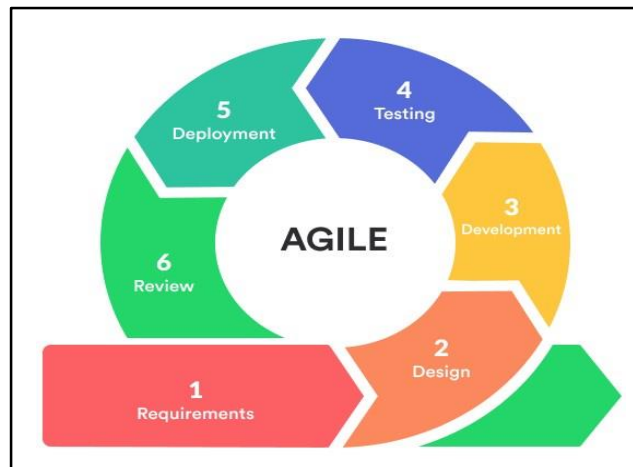 AGILE
1
Requirements
2
Design
3
Development
4
Testing
5
Deployment
6
Review